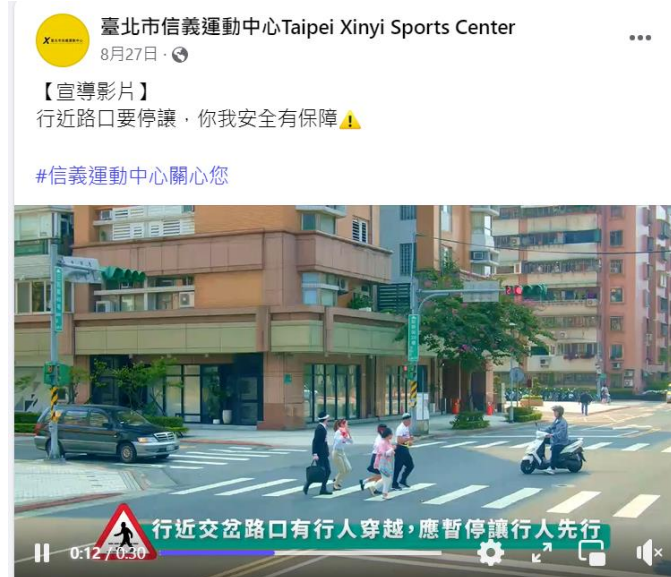 臺北市信義運動中心Taipei Xinyi Sports Center
8月27日
【宣導影片】
行近路口要停讓，你我安全有保障
#信義運動中心關心您
行近交岔路口有行人穿越，應暫停讓行人先行
0:12 / 0:30